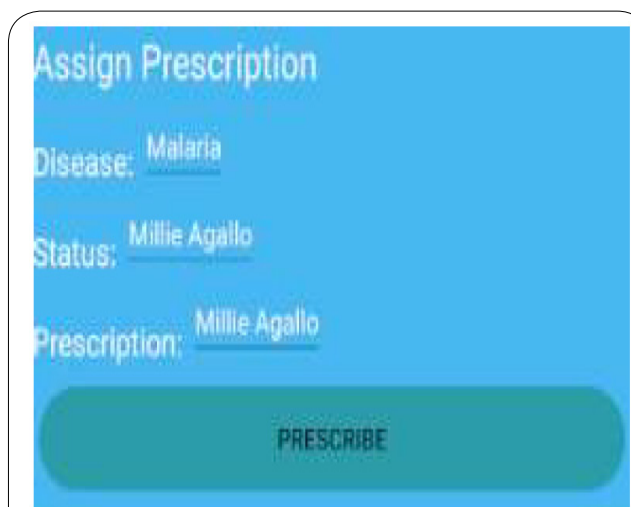 Assign Prescription
Disease: Malaria
Status: Millie Agallo
Prescription: Millie Agallo
PRESCRIBE